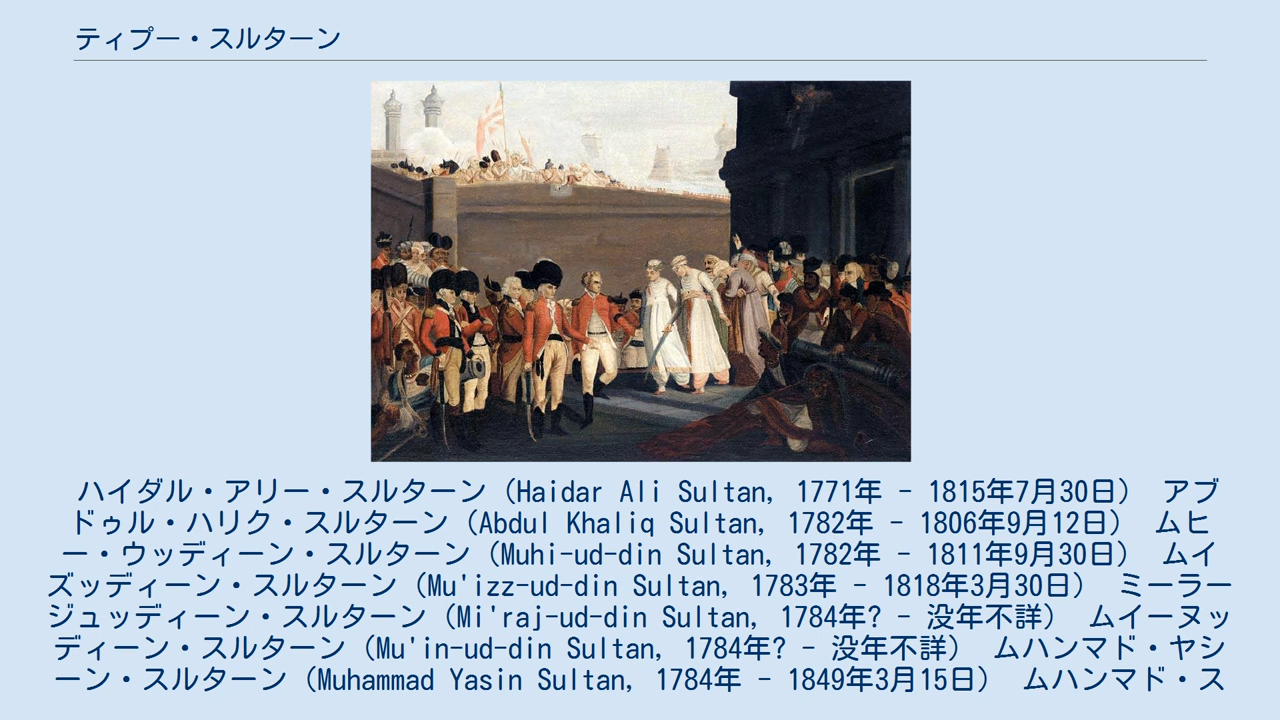 ティプー・スルターン
ハイダル・アリー・スルターン（Haidar Ali Sultan, 1771年 - 1815年7月30日） アブ
ドゥル・ハリク・スルターン（Abdul Khaliq Sultan, 1782年 - 1806年9月12日） ムヒ
ー・ウッディーン・スルターン（Muhi-ud-din Sultan, 1782年 - 1811年9月30日） ムイ
ズッディーン・スルターン（Mu'izz-ud-din Sultan, 1783年 - 1818年3月30日） ミーラー
ジュッディーン・スルターン（Mi'raj-ud-din Sultan, 1784年? - 没年不詳） ムイーヌッ
ディーン・スルターン（Mu'in-ud-din Sultan, 1784年? - 没年不詳） ムハンマド・ヤシ
ーン・スルターン（Muhammad Yasin Sultan, 1784年 - 1849年3月15日） ムハンマド・ス